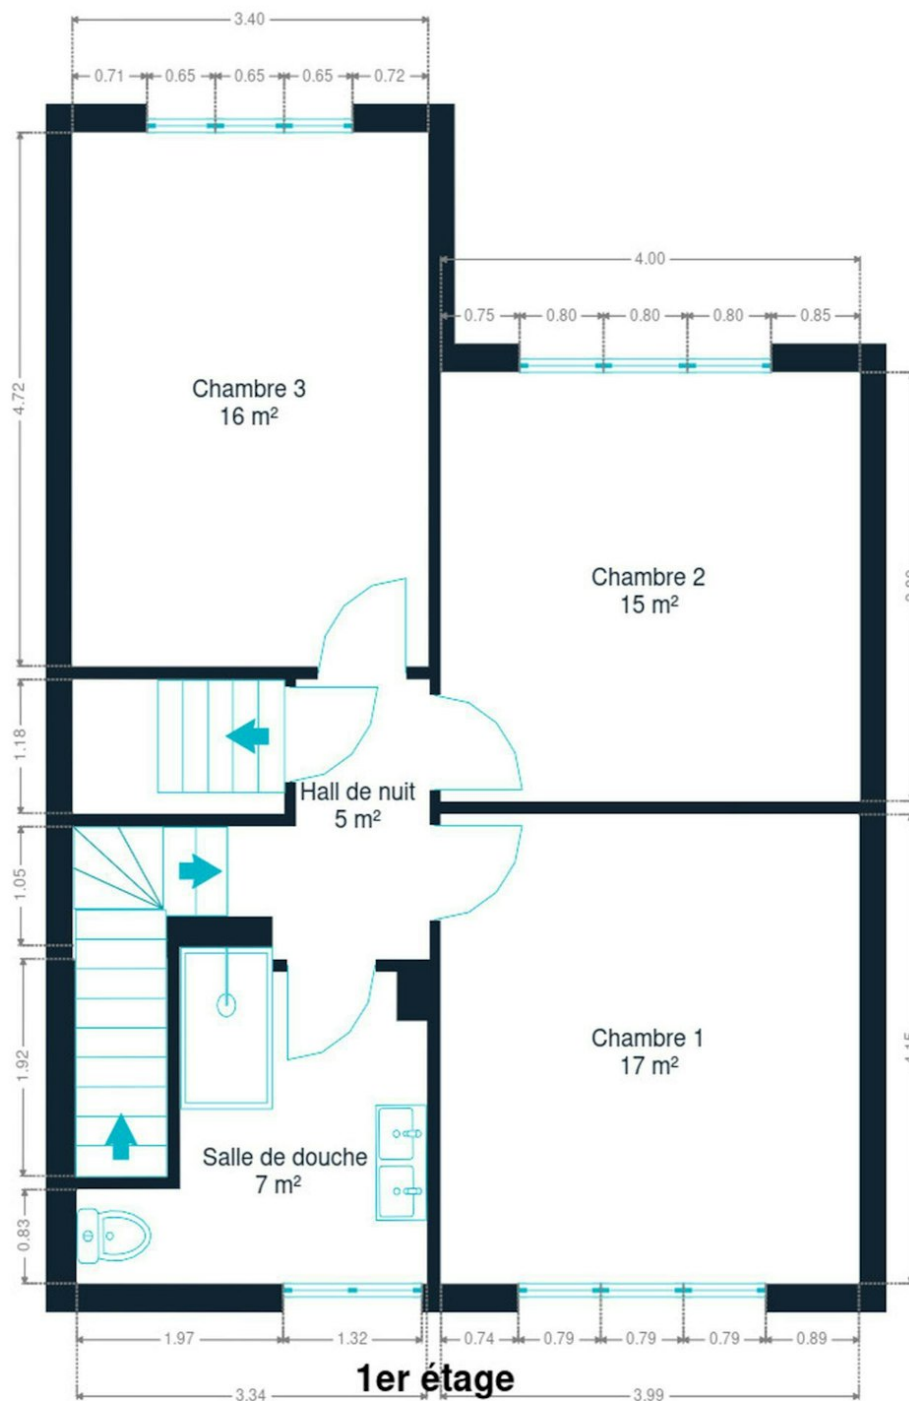 3.40
0.71 0.65 0.65 0.65 0.72
4.00
0.75 0.80 0.80 0.80 0.85
4.72
Chambre 3
16 m²
Chambre 2
15 m²
1.18
Hall de nuit
5 m²
1.05
1.92
Chambre 1
17 m²
Salle de douche
7 m²
0.83
1.97 1.32 0.74 0.79 0.79 0.79 0.89
1er étage
3.34 3.99